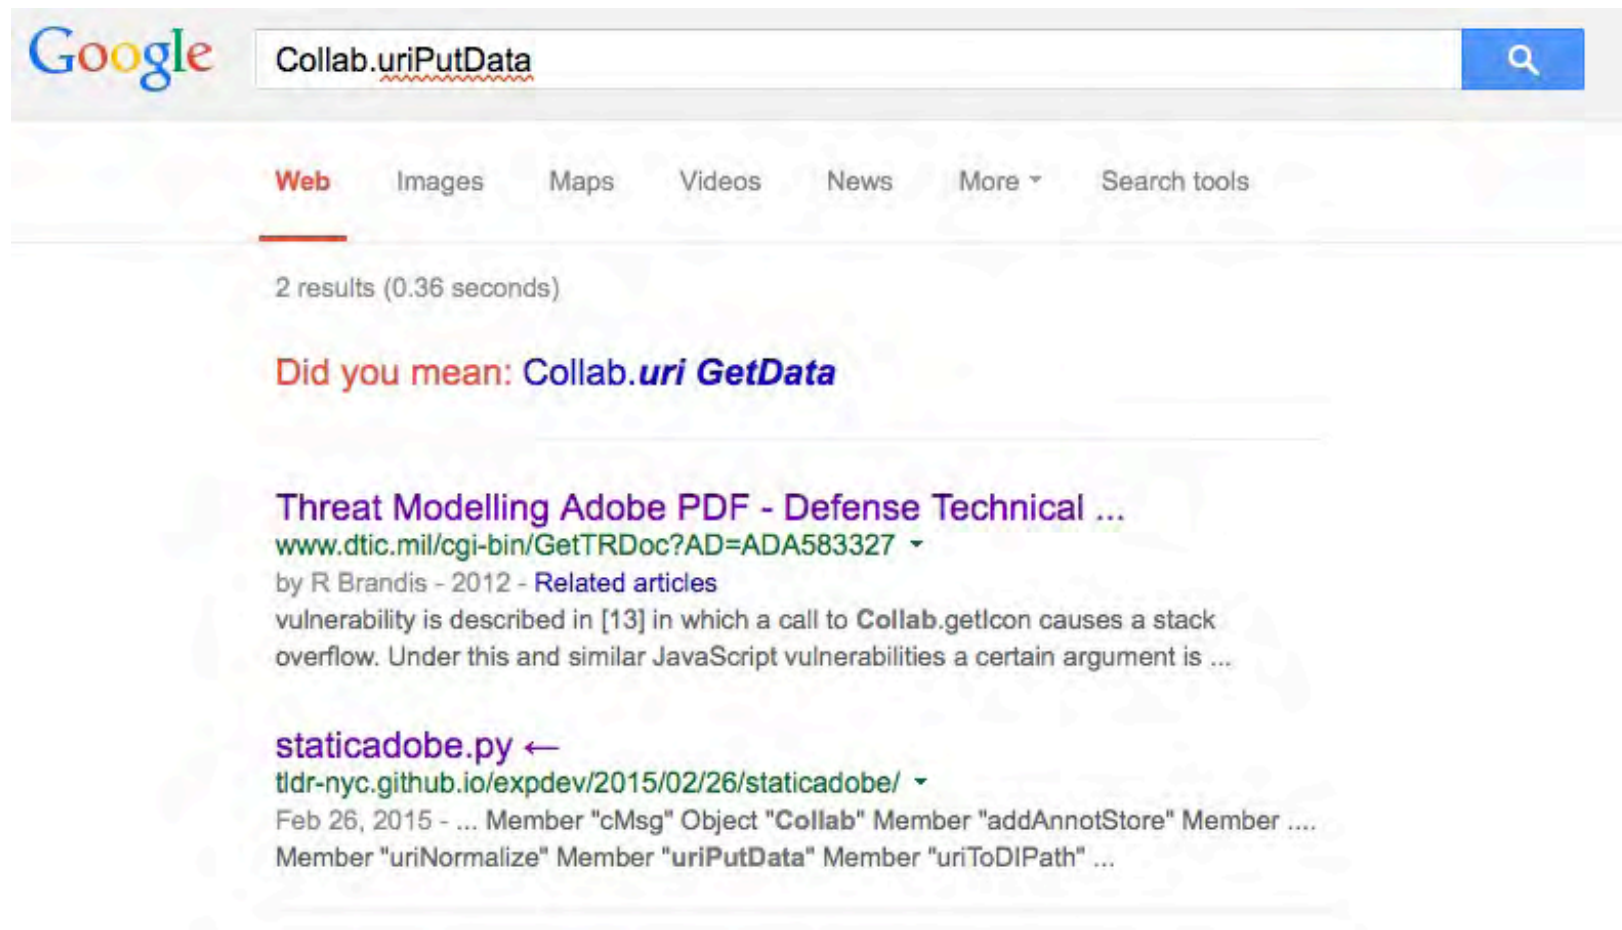 Google
Collab.uriPutData
Web Images Maps Videos News More Search tools
2 results (0.36 seconds)
Did you mean: Collab.uri GetData
Threat Modelling Adobe PDF - Defense Technical ...
www.dtic.mil/cgi-bin/GetTRDoc?AD=ADA583327
by R Brandis - 2012 - Related articles
vulnerability is described in [13] in which a call to Collab.getIcon causes a stack
overflow. Under this and similar JavaScript vulnerabilities a certain argument is ...
staticadobe.py ←
tldr-nyc.github.io/expdev/2015/02/26/staticadobe/
Feb 26, 2015 - ... Member "cMsg" Object "Collab" Member "addAnnotStore" Member ....
Member "uriNormalize" Member "uriPutData" Member "uriToDIPath" ...